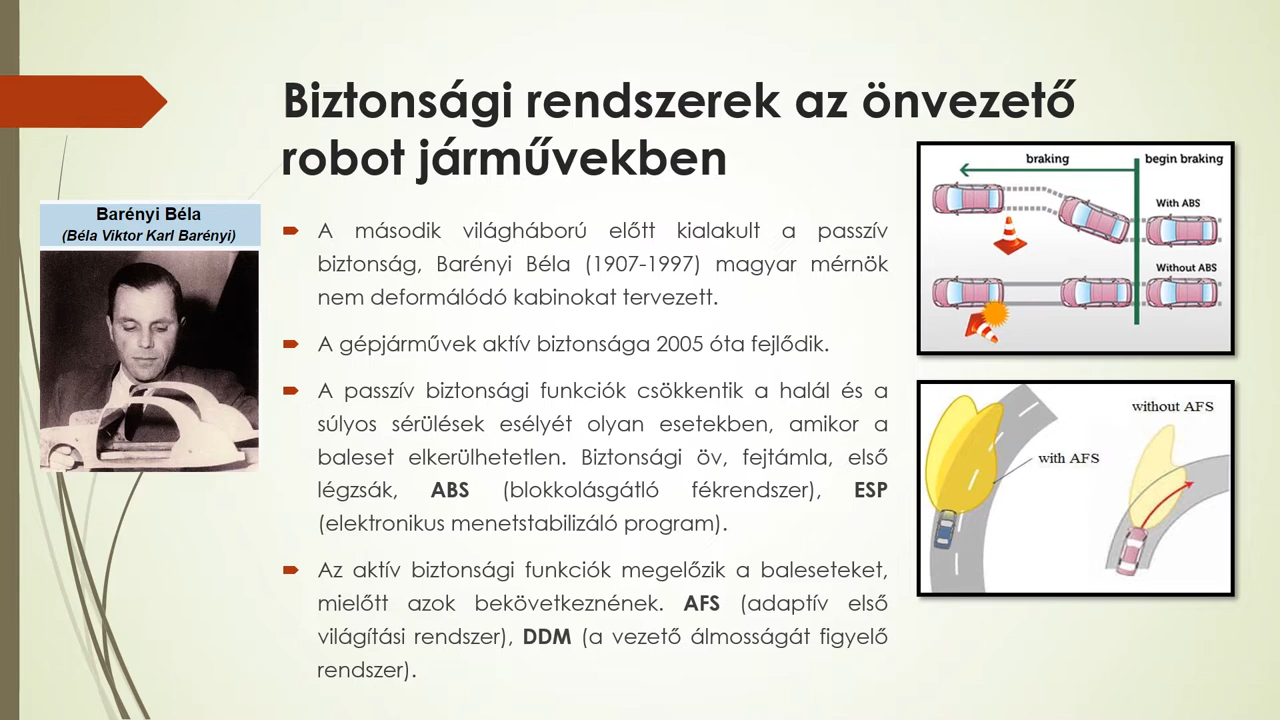 Biztonsági rendszerek az önvezető
robot járművekben
Barényi Béla
(Béla Viktor Karl Barényi)
A második világháború előtt kialakult a passzív
biztonság, Barényi Béla (1907-1997) magyar mérnök
nem deformálódó kabinokat tervezett.
A gépjárművek aktív biztonsága 2005 óta fejlődik.
A passzív biztonsági funkciók csökkentik a halál és a
súlyos sérülések esélyét olyan esetekben, amikor a
baleset elkerülhetetlen. Biztonsági öv, fejtámla, első
légzsák, ABS (blokkolásgátló fékrendszer), ESP
(elektronikus menetstabilizáló program).
Az aktív biztonsági funkciók megelőzik a baleseteket,
mielőtt azok bekövetkeznének. AFS (adaptív első
világítási rendszer), DDM (a vezető álmosságát figyelő
rendszer).
braking
begin braking
With ABS
Without ABS
without AFS
with AFS